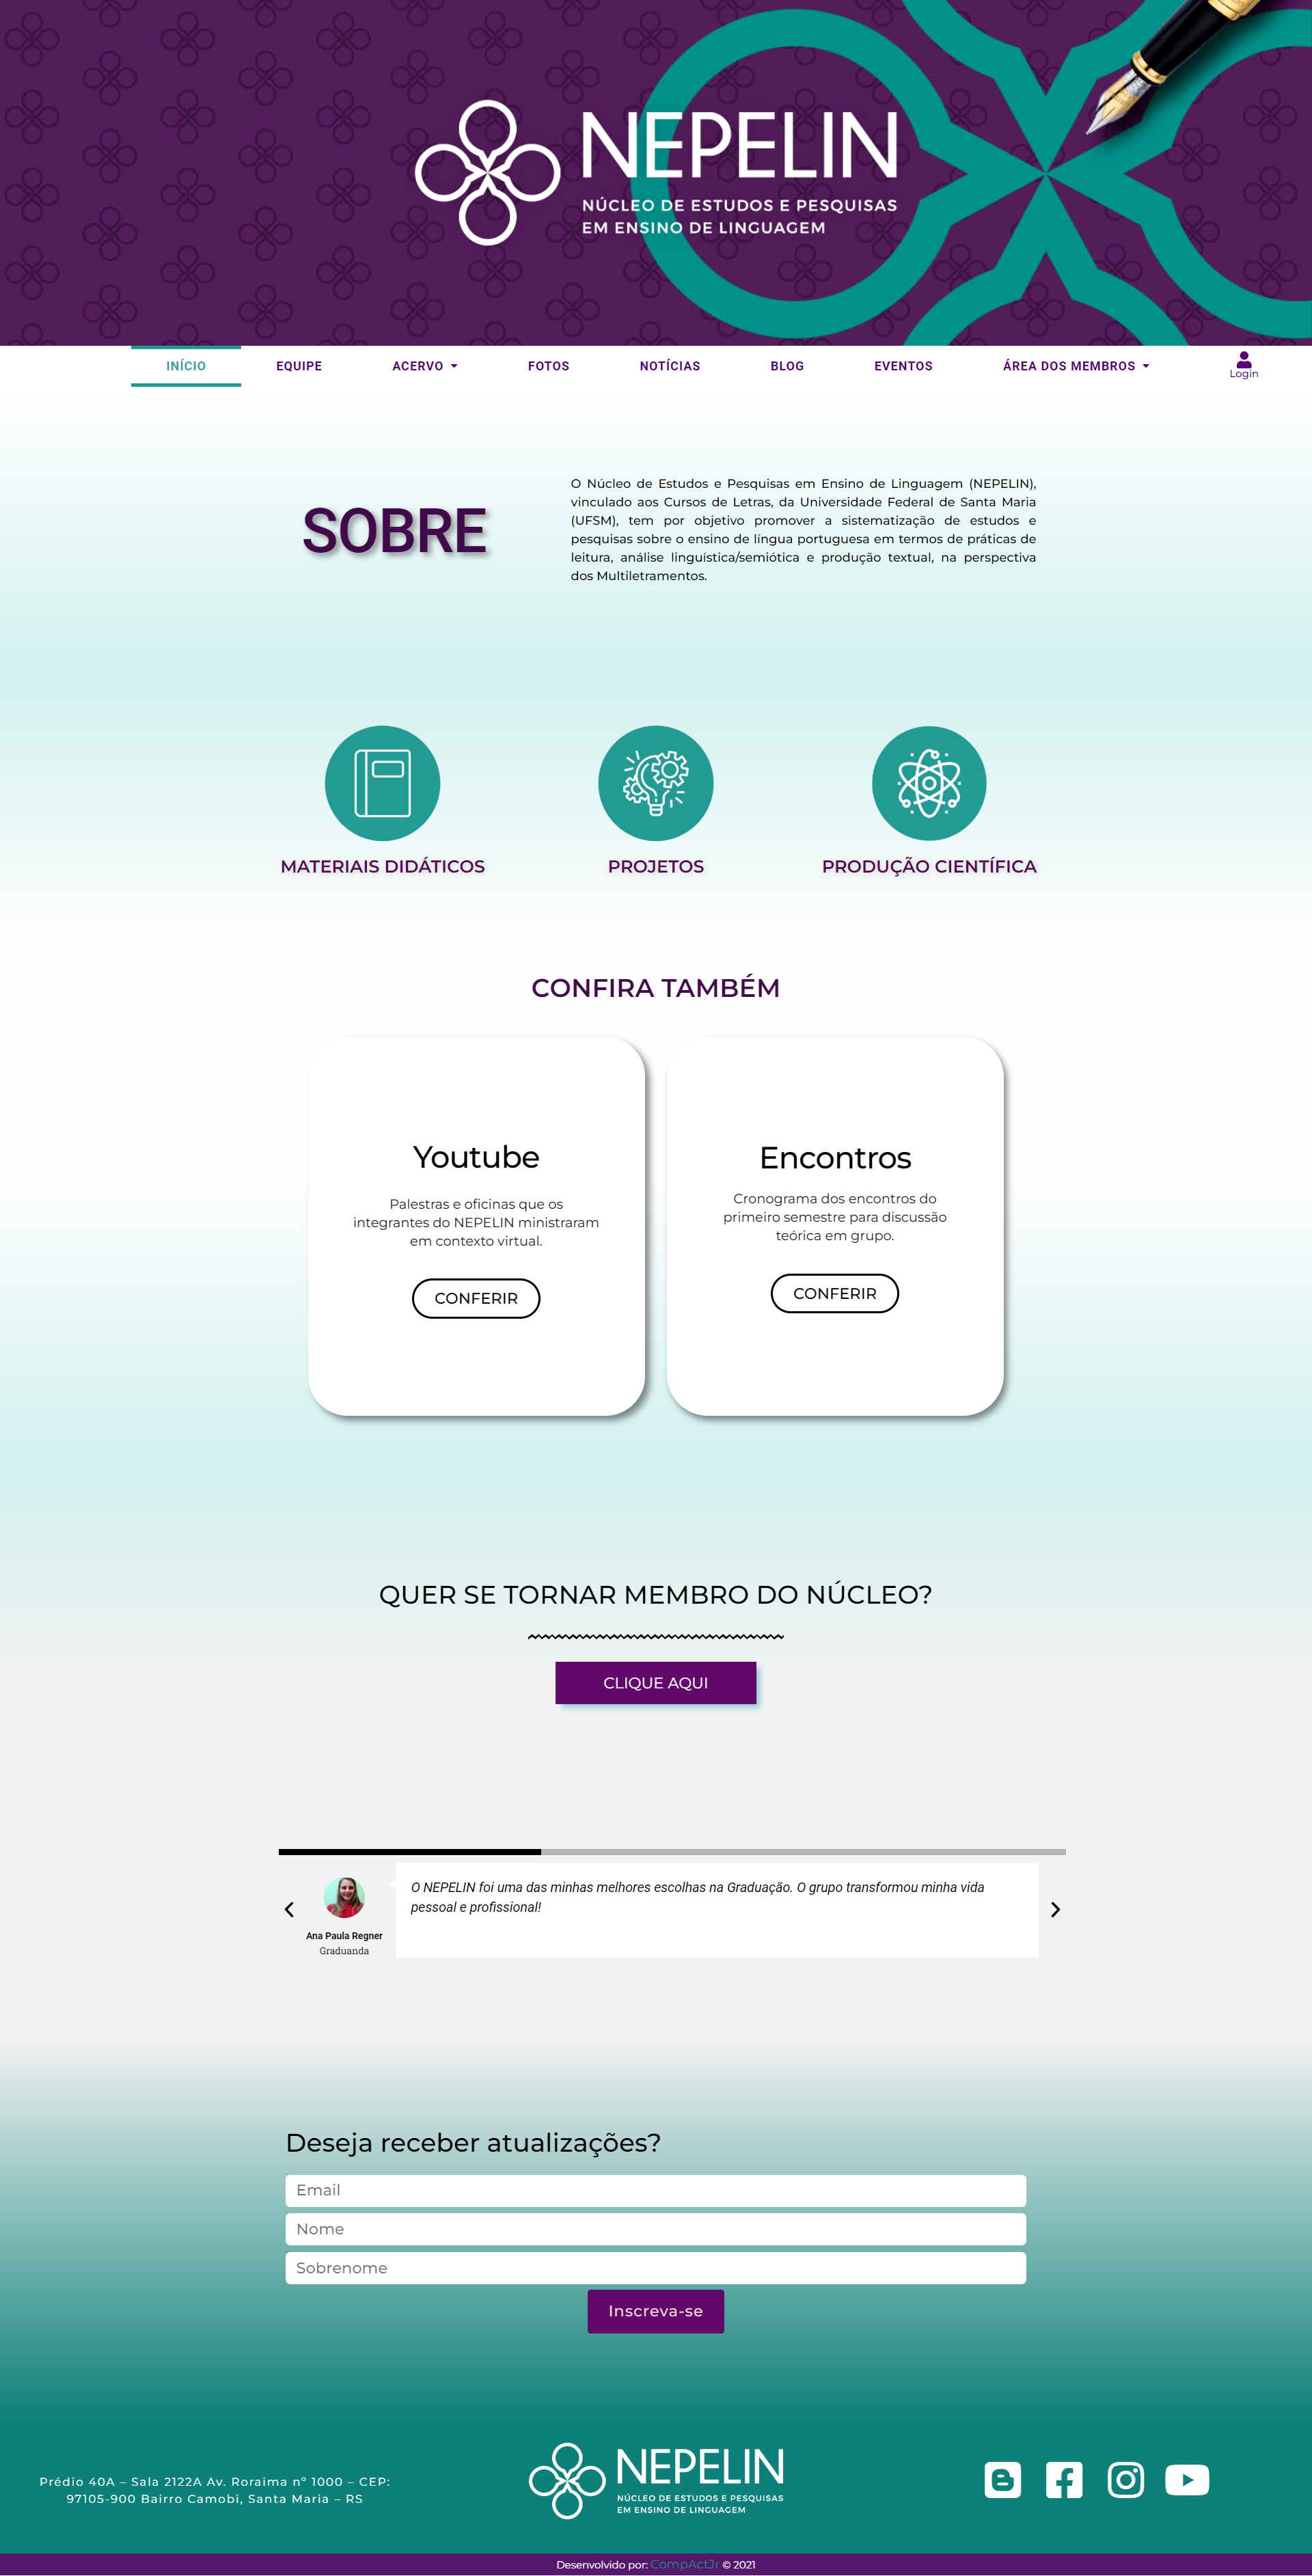 NEPELIN
NÚCLEO DE ESTUDOS E PESQUISAS
EM ENSINO DE LINGUAGEM
INÍCIO EQUIPE ACERVO FOTOS NOTÍCIAS BLOG EVENTOS ÁREA DOS MEMBROS Login
SOBRE
O Núcleo de Estudos e Pesquisas em Ensino de Linguagem (NEPELIN),
vinculado aos Cursos de Letras, da Universidade Federal de Santa Maria
(UFSM), tem por objetivo promover a sistematização de estudos e
pesquisas sobre o ensino de língua portuguesa em termos de práticas de
leitura, análise linguística/semiótica e produção textual, na perspectiva
dos Multiletramentos.
MATERIAIS DIDÁTICOS
PROJETOS
PRODUÇÃO CIENTÍFICA
CONFIRA TAMBÉM
Youtube
Palestras e oficinas que os
integrantes do NEPELIN ministraram
em contexto virtual.
CONFERIR
Encontros
Cronograma dos encontros do
primeiro semestre para discussão
teórica em grupo.
CONFERIR
QUER SE TORNAR MEMBRO DO NÚCLEO?
CLIQUE AQUI
O NEPELIN foi uma das minhas melhores escolhas na Graduação. O grupo transformou minha vida
pessoal e profissional!
Ana Paula Regner
Graduanda
Deseja receber atualizações?
Email
Nome
Sobrenome
Inscreva-se
Prédio 40A – Sala 2122A Av. Roraima nº 1000 – CEP:
97105-900 Bairro Camobi, Santa Maria – RS
NEPELIN
NÚCLEO DE ESTUDOS E PESQUISAS
EM ENSINO DE LINGUAGEM
Desenvolvido por: CompActJr © 2021